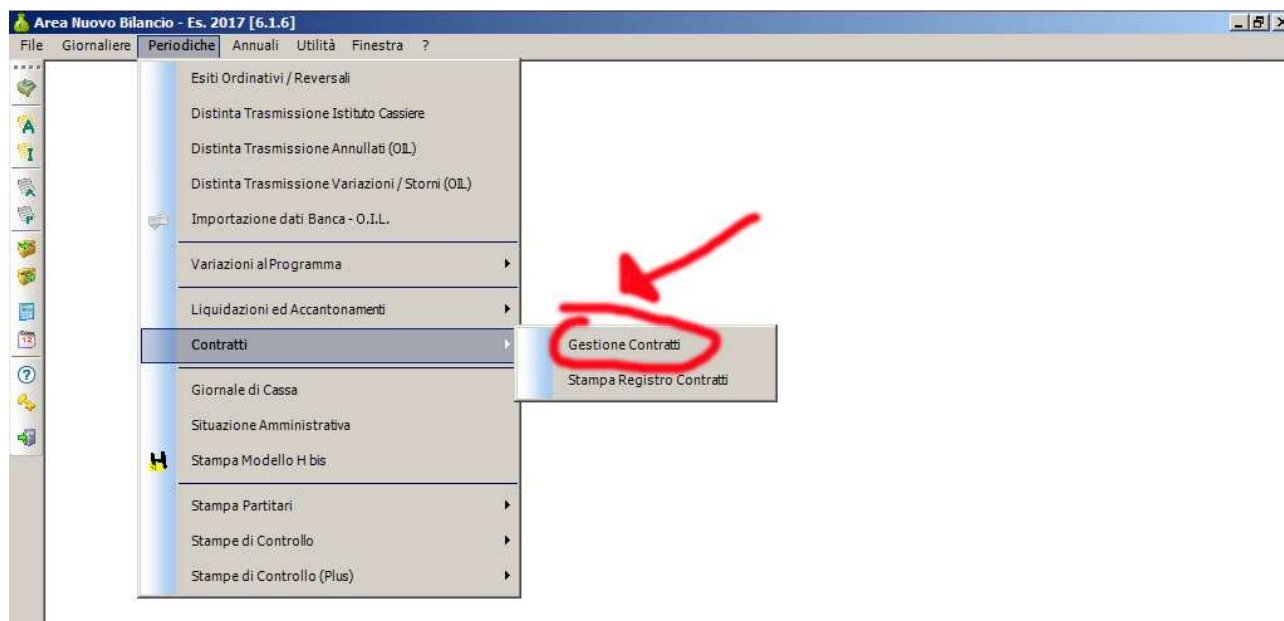 Area Nuovo Bilancio - Es. 2017 [6.1.6]
File Giornaliere Periodiche Annuali Utilità Finestra ?
Esiti Ordinativi / Reversali
Distinta Trasmissione Istituto Cassiere
Distinta Trasmissione Annullati (OIL)
Distinta Trasmissione Variazioni / Storni (OIL)
Importazione dati Banca - O.I.L.
Variazioni al Programma
Liquidazioni ed Accantonamenti
Contratti
Gestione Contratti
Stampa Registro Contratti
Giornale di Cassa
Situazione Amministrativa
H Stampa Modello H bis
Stampa Partitari
Stampe di Controllo
Stampe di Controllo (Plus)
A
I
A
P
12
?